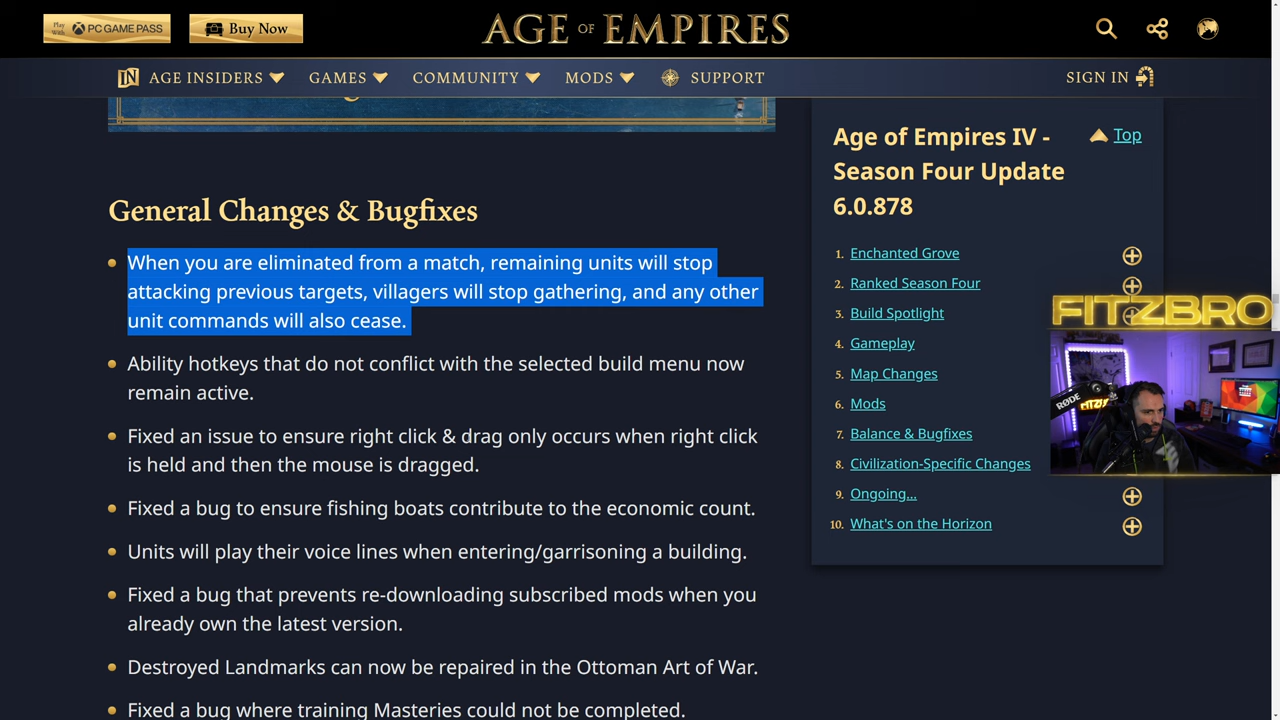 Play With
PC GAME PASS
Buy Now
AGE OF EMPIRES
IN
AGE INSIDERS
GAMES
COMMUNITY
MODS
SUPPORT
SIGN IN
General Changes & Bugfixes
When you are eliminated from a match, remaining units will stop
attacking previous targets, villagers will stop gathering, and any other
unit commands will also cease.
Ability hotkeys that do not conflict with the selected build menu now
remain active.
Fixed an issue to ensure right click & drag only occurs when right click
is held and then the mouse is dragged.
Fixed a bug to ensure fishing boats contribute to the economic count.
Units will play their voice lines when entering/garrisoning a building.
Fixed a bug that prevents re-downloading subscribed mods when you
already own the latest version.
Destroyed Landmarks can now be repaired in the Ottoman Art of War.
Fixed a bug where training Masteries could not be completed.
Age of Empires IV -
Season Four Update
6.0.878
Top
1. Enchanted Grove
2. Ranked Season Four
3. Build Spotlight
4. Gameplay
5. Map Changes
6. Mods
7. Balance & Bugfixes
8. Civilization-Specific Changes
9. Ongoing...
10. What's on the Horizon
FITZBRO
RØDE